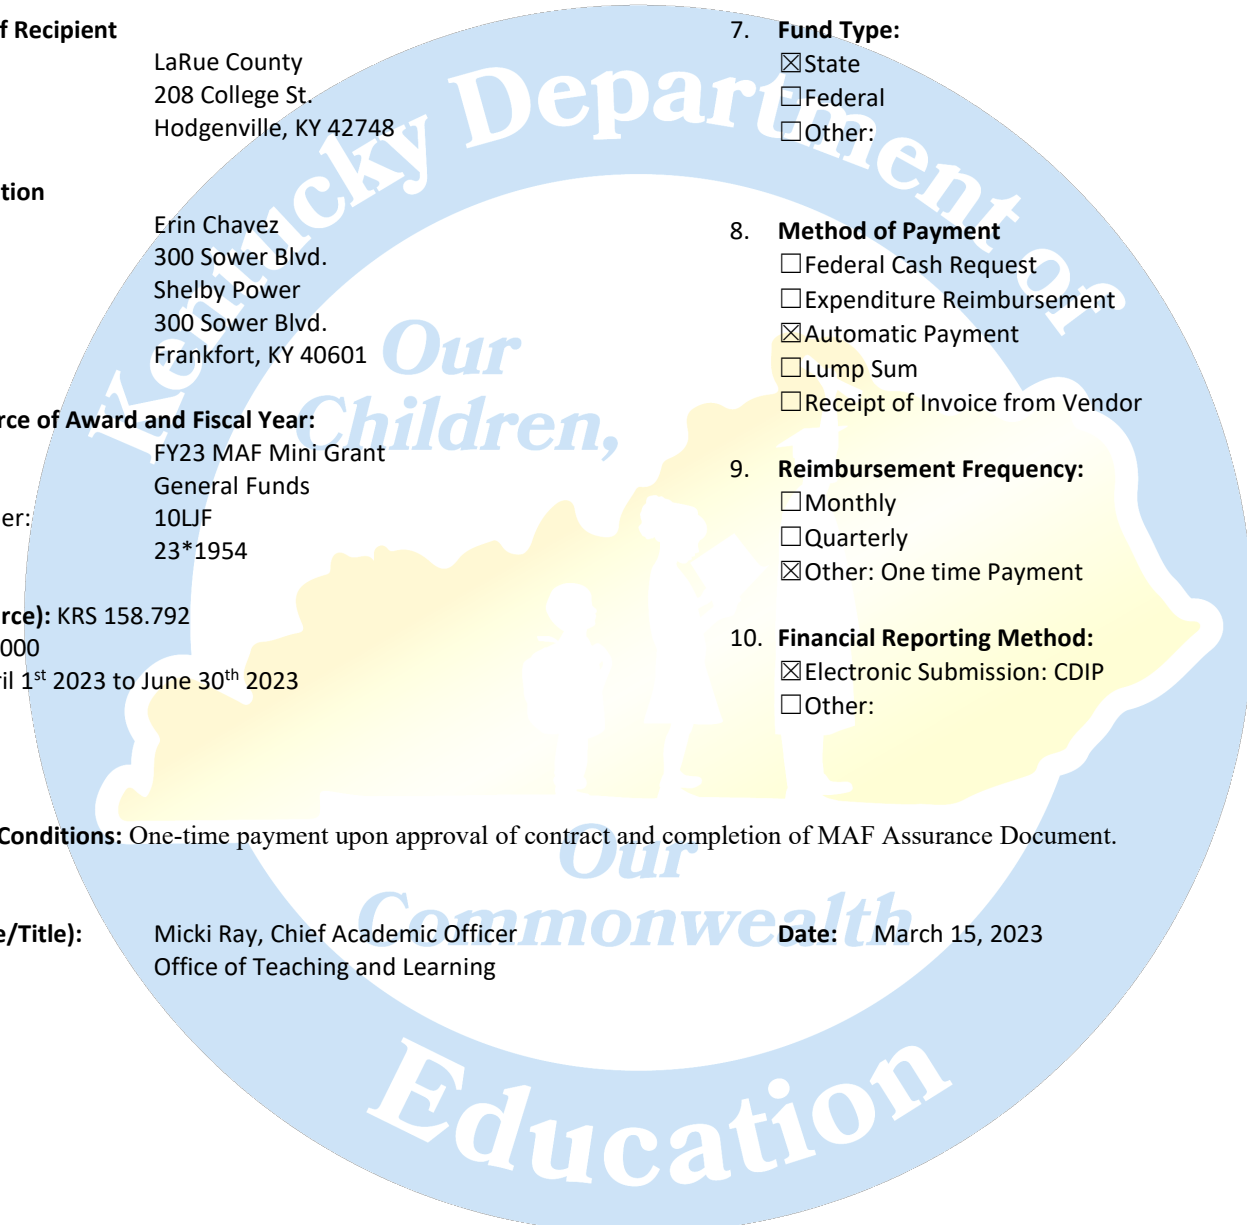 f Recipient
LaRue County
208 College St.
Hodgenville, KY 42748
tion
Erin Chavez
300 Sower Blvd.
Shelby Power
300 Sower Blvd.
Frankfort, KY 40601
rce of Award and Fiscal Year:
FY23 MAF Mini Grant
General Funds
er: 10LJF
23*1954
rce): KRS 158.792
000
ril 1st 2023 to June 30th 2023
7. Fund Type:
☒State
☐Federal
☐Other:
8. Method of Payment
☐Federal Cash Request
☐Expenditure Reimbursement
☒Automatic Payment
☐Lump Sum
☐Receipt of Invoice from Vendor
9. Reimbursement Frequency:
☐Monthly
☐Quarterly
☒Other: One time Payment
10. Financial Reporting Method:
☒Electronic Submission: CDIP
☐Other:
Conditions: One-time payment upon approval of contract and completion of MAF Assurance Document.
e/Title): Micki Ray, Chief Academic Officer Date: March 15, 2023
Office of Teaching and Learning
Kentucky Department of
Education
Our
Children,
Our
Commonwealth